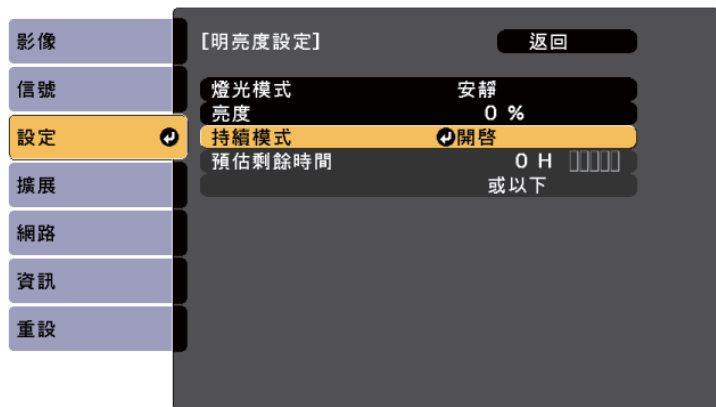 影像
信號
設定
擴展
網路
資訊
重設
[明亮度設定] 返回
燈光模式 安靜
亮度 0 %
持續模式 開啓
預估剩餘時間 0 H
或以下